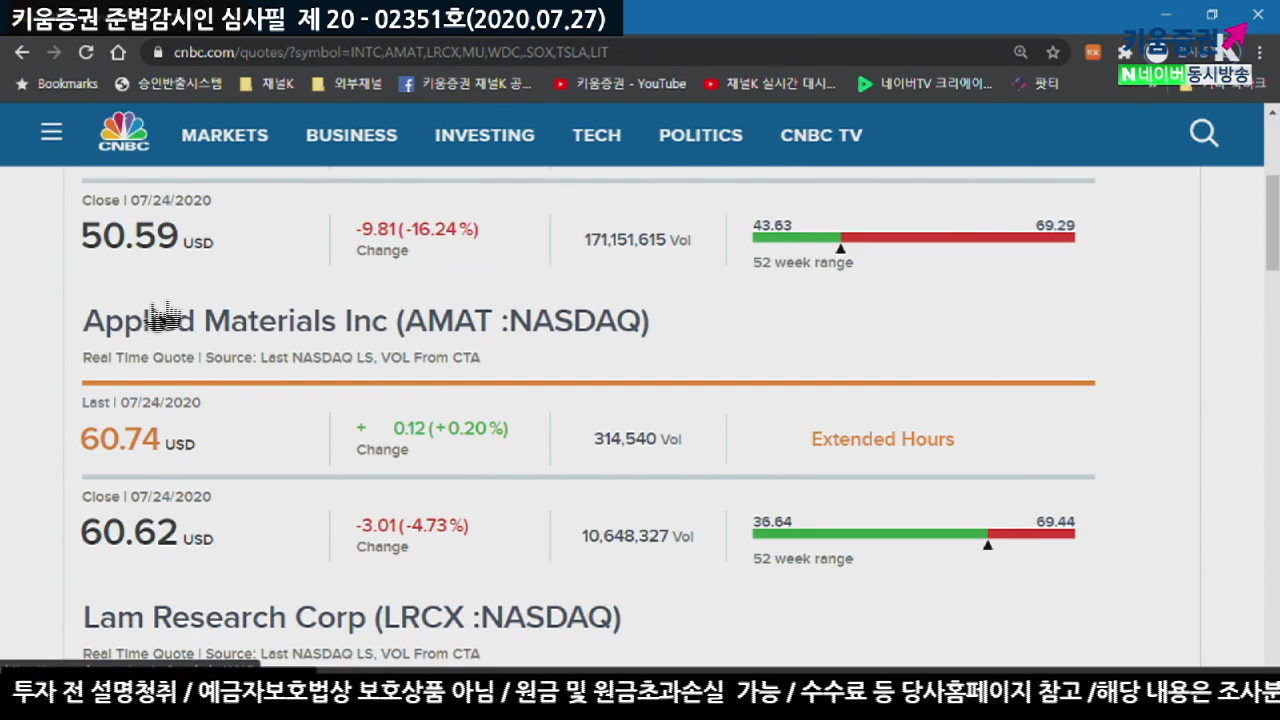 키움증권 준법감시인 심사필 제 20 - 02351호(2020.07.27)
cnbc.com/quotes/?symbol=INTC,AMAT,LRCX,MU,WDC,.SOX,TSLA,LIT
키움증권
N 네이버 동시방송
Bookmarks 승인반출시스템 채널K 외부채널 키움증권 채널K 공... 키움증권 - YouTube 채널K 실시간 대시... 네이버TV 크리에이... 팟티
CNBC MARKETS BUSINESS INVESTING TECH POLITICS CNBC TV
Close | 07/24/2020
50.59 USD
-9.81 (-16.24%)
Change
171,151,615 Vol
43.63 69.29
52 week range
Applied Materials Inc (AMAT :NASDAQ)
Real Time Quote | Source: Last NASDAQ LS, VOL From CTA
Last | 07/24/2020
60.74 USD
+ 0.12 (+0.20%)
Change
314,540 Vol
Extended Hours
Close | 07/24/2020
60.62 USD
-3.01 (-4.73%)
Change
10,648,327 Vol
36.64 69.44
52 week range
Lam Research Corp (LRCX :NASDAQ)
Real Time Quote | Source: Last NASDAQ LS, VOL From CTA
투자 전 설명청취 / 예금자보호법상 보호상품 아님 / 원금 및 원금초과손실 가능 / 수수료 등 당사홈페이지 참고 /해당 내용은 조사분